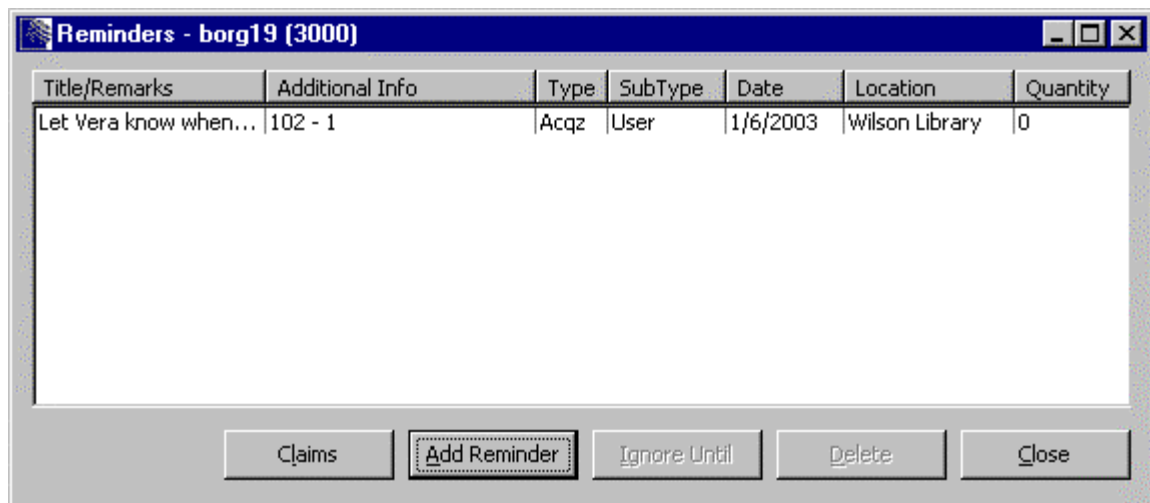 Reminders - borg19 (3000)
Title/Remarks Additional Info Type SubType Date Location Quantity
Let Vera know when... 102 - 1 Acqz User 1/6/2003 Wilson Library 0
Claims Add Reminder Ignore Until Delete Close